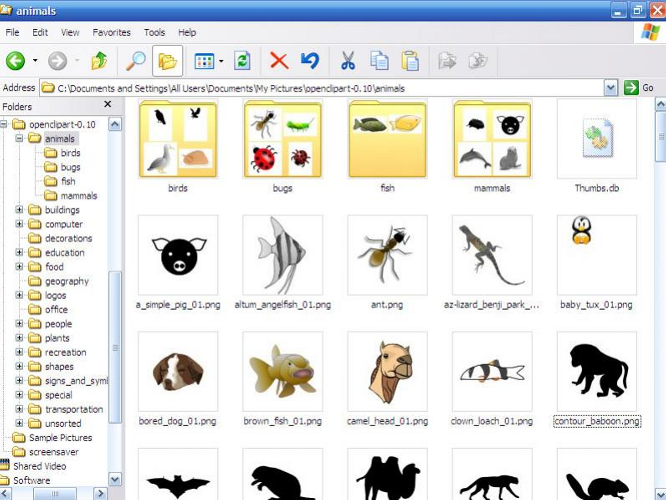 animals
File Edit View Favorites Tools Help
Address C:\Documents and Settings\All Users\Documents\My Pictures\openclipart-0.10\animals Go
Folders
openclipart-0.10
animals
birds
bugs
fish
mammals
buildings
computer
decorations
education
food
geography
logos
office
people
plants
recreation
shapes
signs_and_symb
special
transportation
unsorted
Sample Pictures
screensaver
Shared Video
Software
birds bugs fish mammals Thumbs.db
a_simple_pig_01.png altum_angelfish_01.png ant.png az-lizard_benji_park_... baby_tux_01.png
bored_dog_01.png brown_fish_01.png camel_head_01.png clown_loach_01.png contour_baboon.png